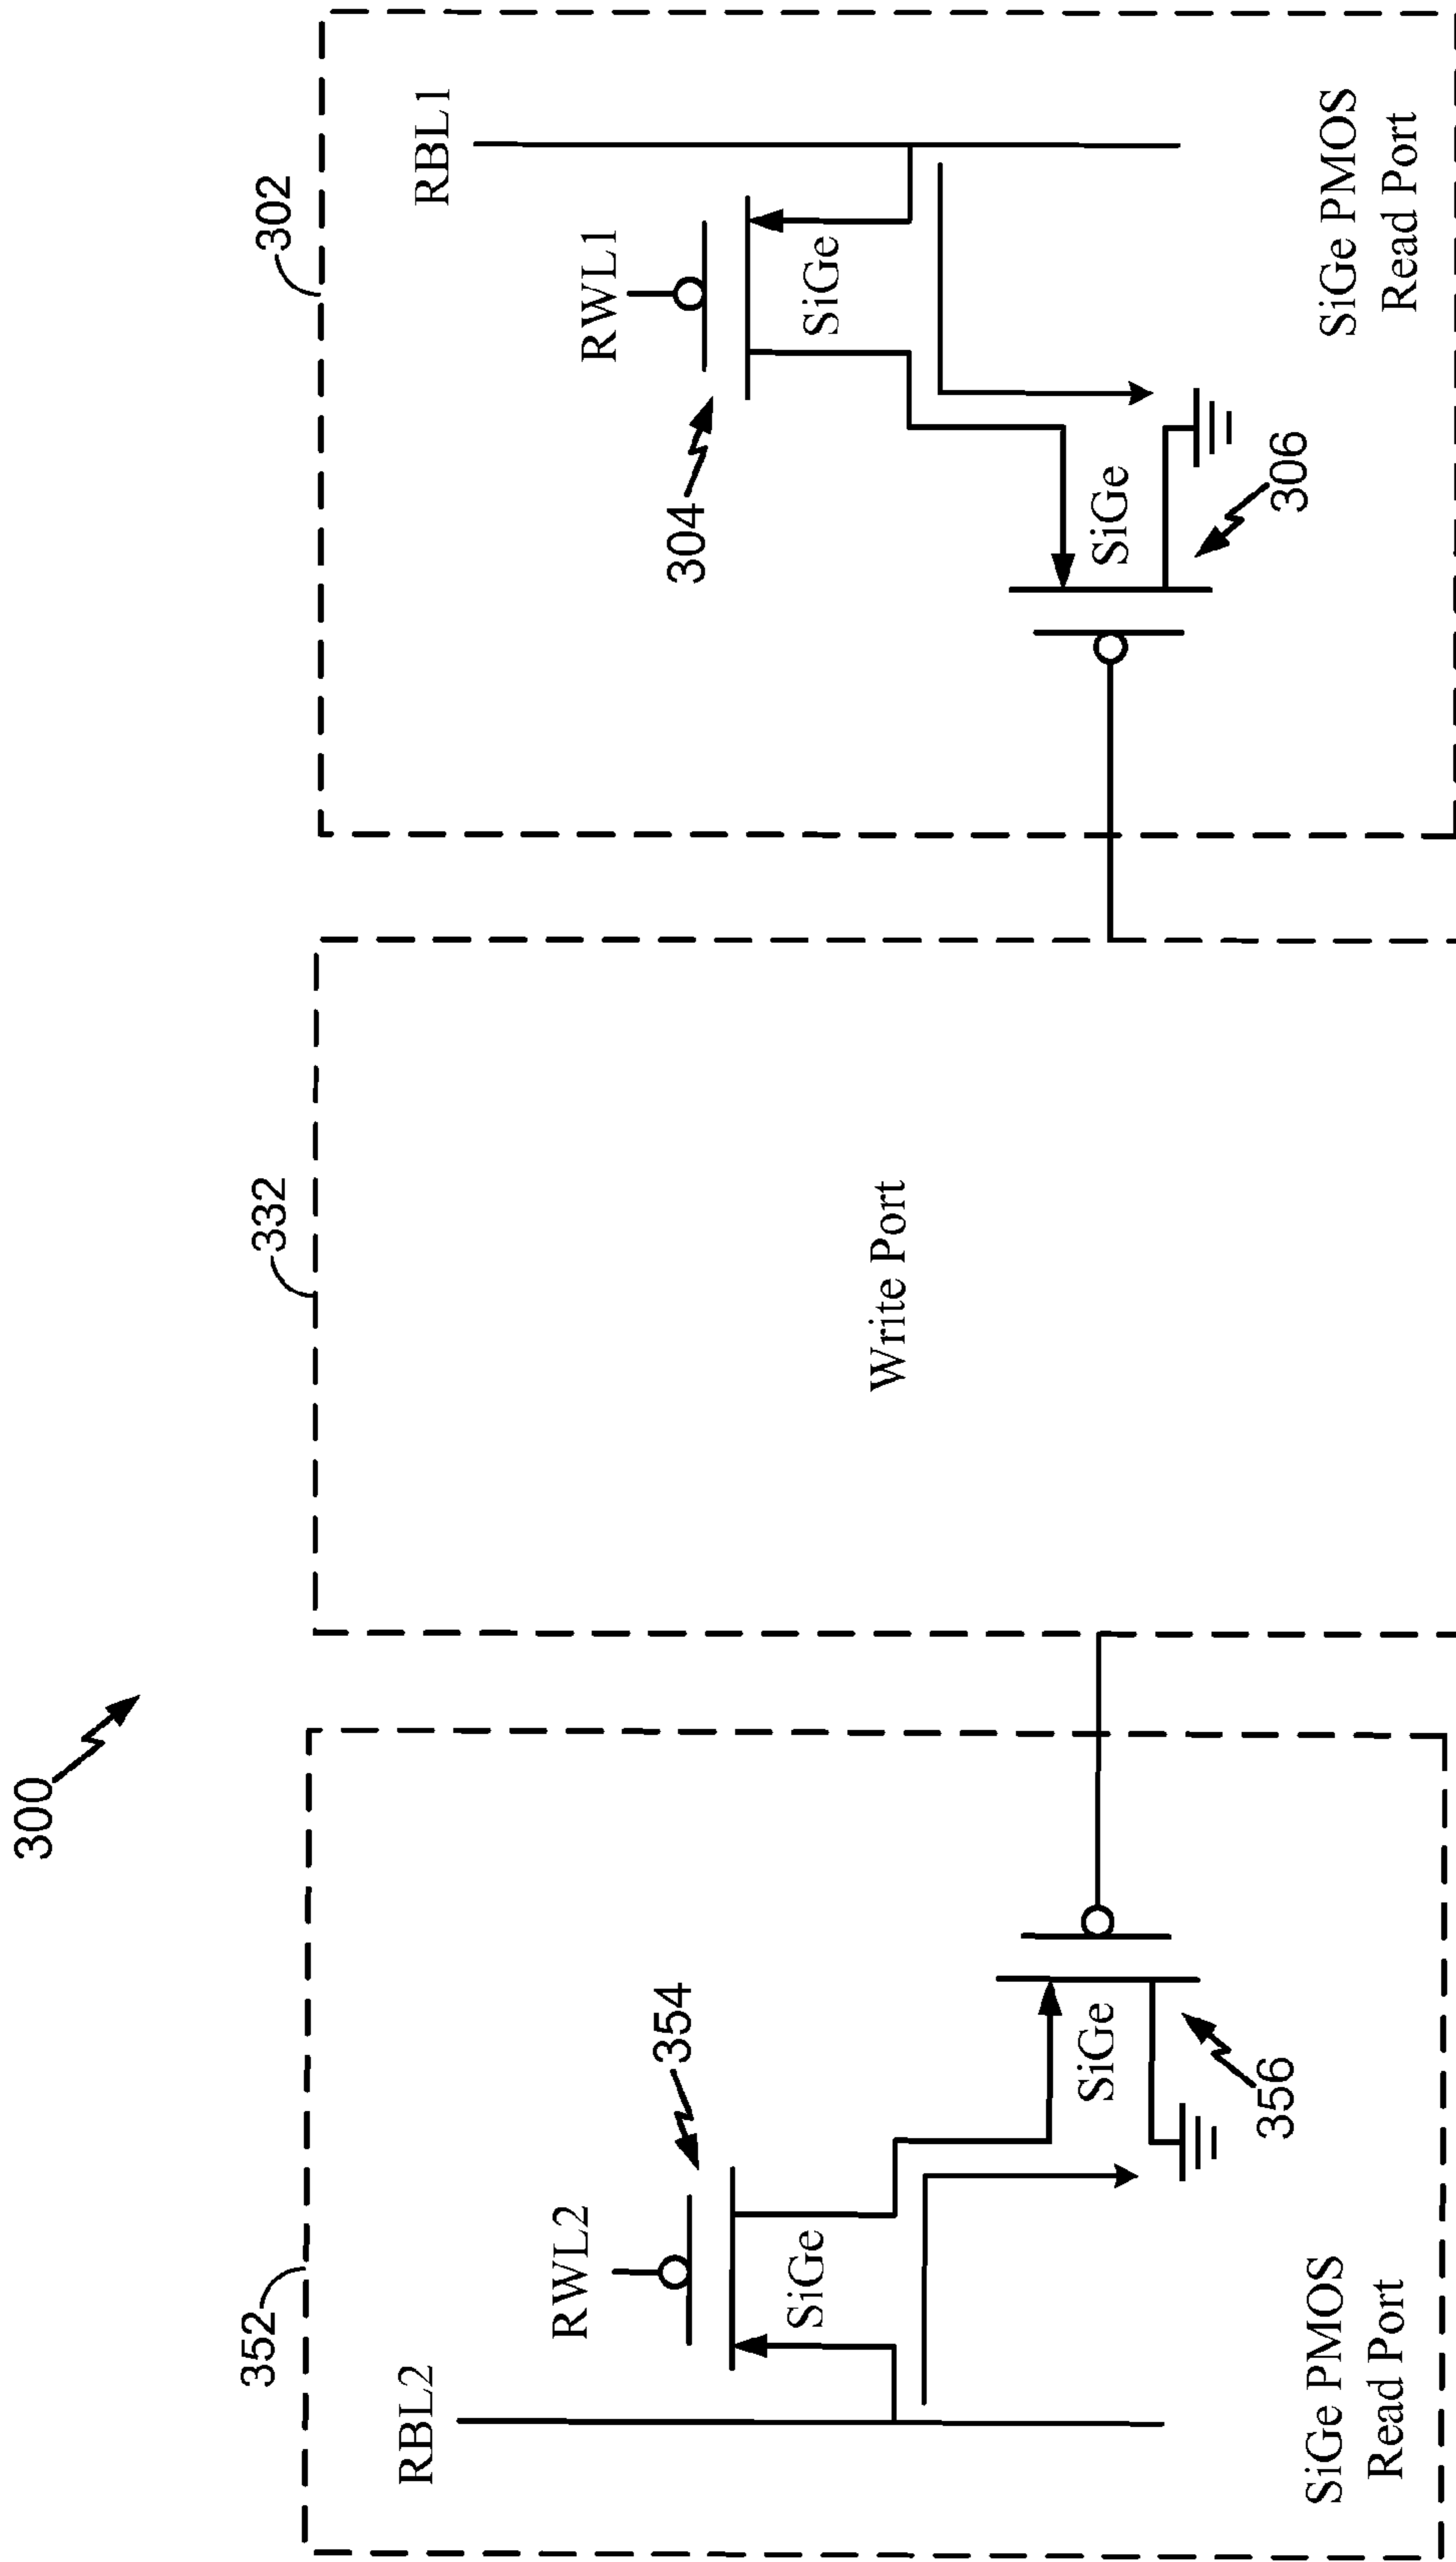 300
352
332
302
RBL2
RWL2
354
SiGe
SiGe
356
SiGe PMOS
Read Port
Write Port
RBL1
RWL1
304
SiGe
SiGe
306
SiGe PMOS
Read Port